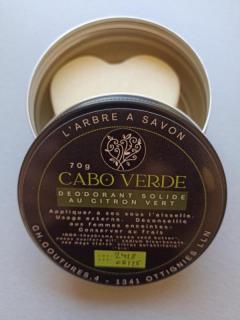 L'ARBRE A SAVON
70g
CABO VERDE
DEODORANT SOLIDE
AU CITRON VERT
Appliquer à sec sous l'aisselle.
Usage externe. Déconseillé
aux femmes enceintes.
Conserver au frais
CH.COUTURES,4 - 1341 OTTIGNIES LLN